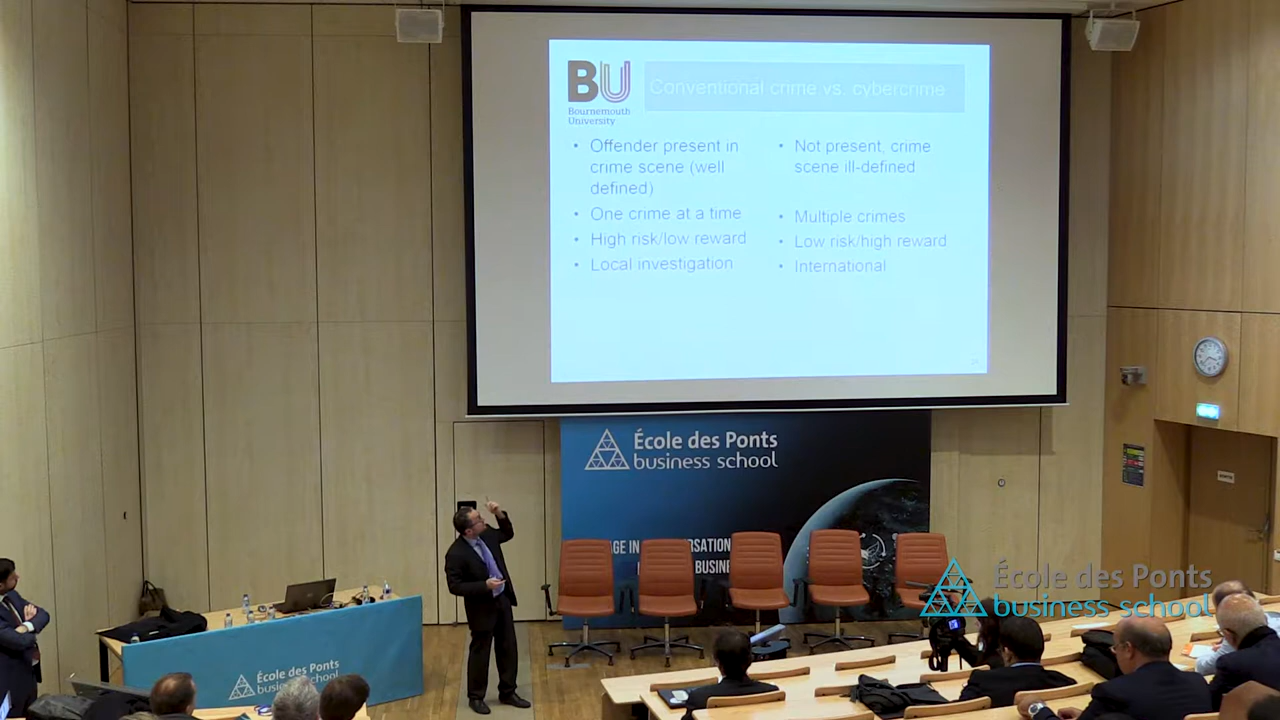 BU
Bournemouth
University
Conventional crime vs. cybercrime
• Offender present in
crime scene (well
defined)
• One crime at a time
• High risk/low reward
• Local investigation
• Not present, crime
scene ill-defined
• Multiple crimes
• Low risk/high reward
• International
École des Ponts
business school
École des Ponts
business school
École des Ponts
business school